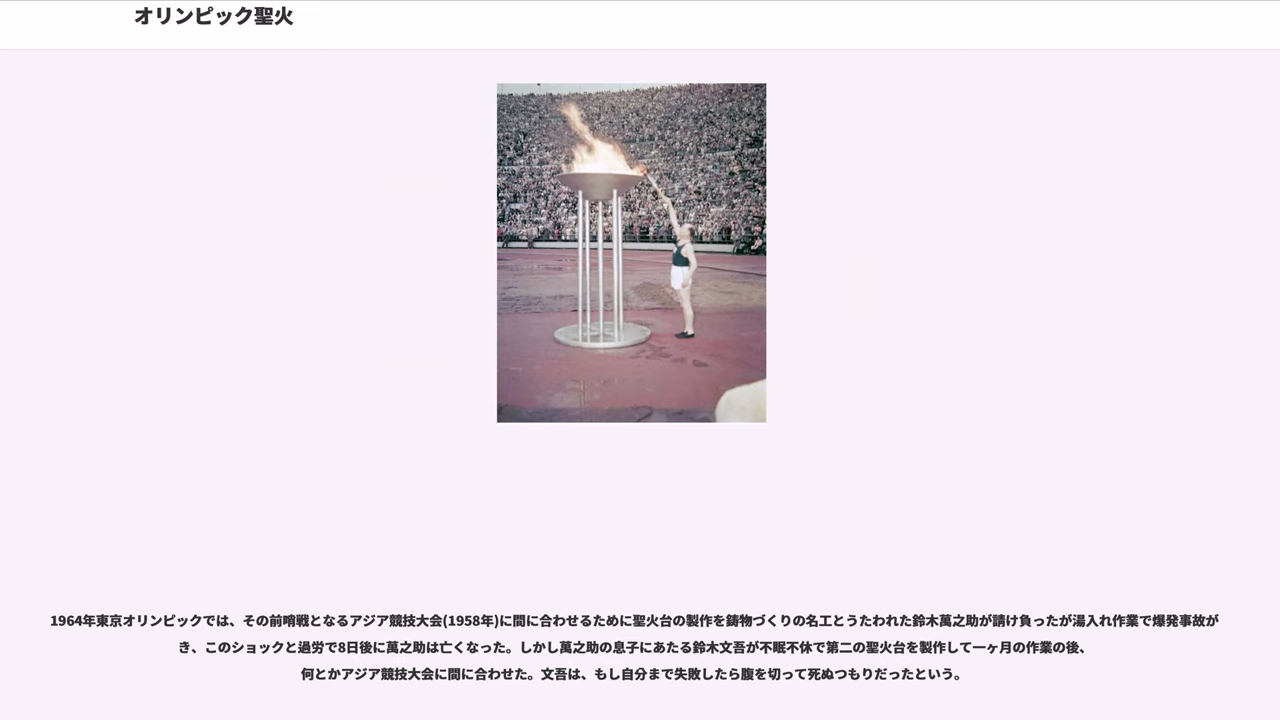 オリンピック聖火
1964年東京オリンピックでは、その前哨戦となるアジア競技大会(1958年)に間に合わせるために聖火台の製作を鋳物づくりの名工とうたわれた鈴木萬之助が請け負ったが湯入れ作業で爆発事故が
き、このショックと過労で8日後に萬之助は亡くなった。しかし萬之助の息子にあたる鈴木文吾が不眠不休で第二の聖火台を製作して一ヶ月の作業の後、
何とかアジア競技大会に間に合わせた。文吾は、もし自分まで失敗したら腹を切って死ぬつもりだったという。